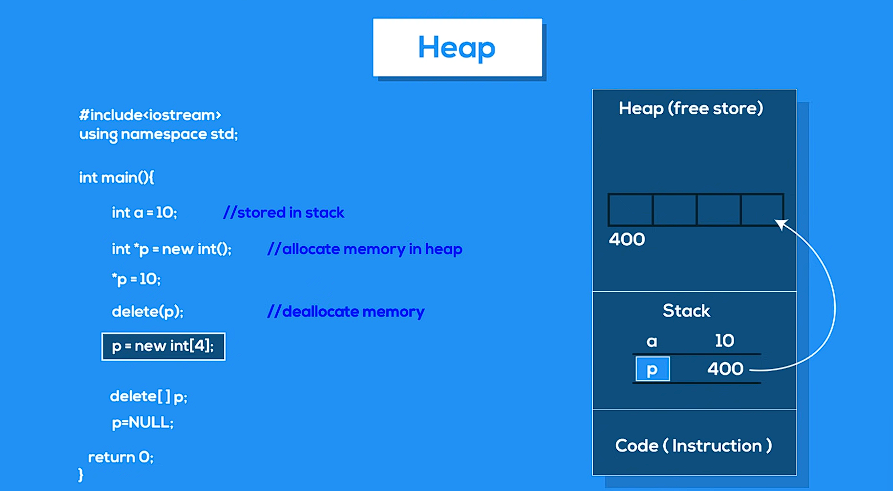 Heap
#include<iostream>
using namespace std;
int main(){
int a = 10; //stored in stack
int *p = new int(); //allocate memory in heap
*p = 10;
delete(p); //deallocate memory
p = new int[4];
delete[ ] p;
p=NULL;
return 0;
}
Heap (free store)
400
Stack
a 10
p 400
Code ( Instruction )